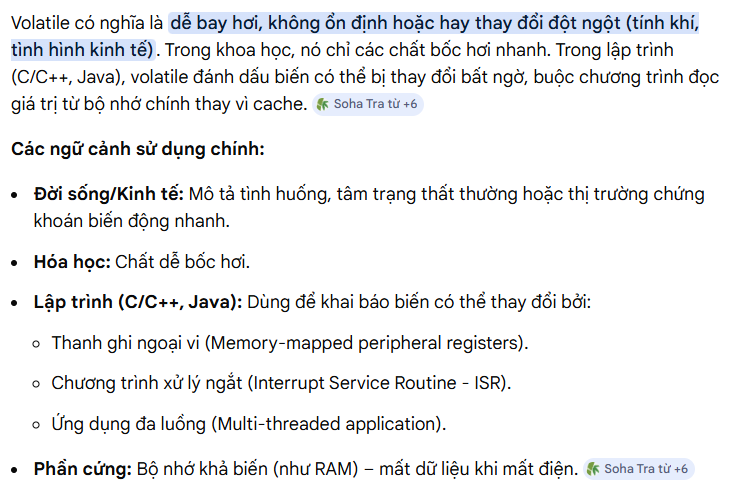 Volatile có nghĩa là dễ bay hơi, không ổn định hoặc hay thay đổi đột ngột (tính khí,
tình hình kinh tế). Trong khoa học, nó chỉ các chất bốc hơi nhanh. Trong lập trình
(C/C++, Java), volatile đánh dấu biến có thể bị thay đổi bất ngờ, buộc chương trình đọc
giá trị từ bộ nhớ chính thay vì cache. Soha Tra từ +6
Các ngữ cảnh sử dụng chính:
• Đời sống/Kinh tế: Mô tả tình huống, tâm trạng thất thường hoặc thị trường chứng
khoán biến động nhanh.
• Hóa học: Chất dễ bốc hơi.
• Lập trình (C/C++, Java): Dùng để khai báo biến có thể thay đổi bởi:
◦ Thanh ghi ngoại vi (Memory-mapped peripheral registers).
◦ Chương trình xử lý ngắt (Interrupt Service Routine - ISR).
◦ Ứng dụng đa luồng (Multi-threaded application).
• Phần cứng: Bộ nhớ khả biến (như RAM) – mất dữ liệu khi mất điện. Soha Tra từ +6